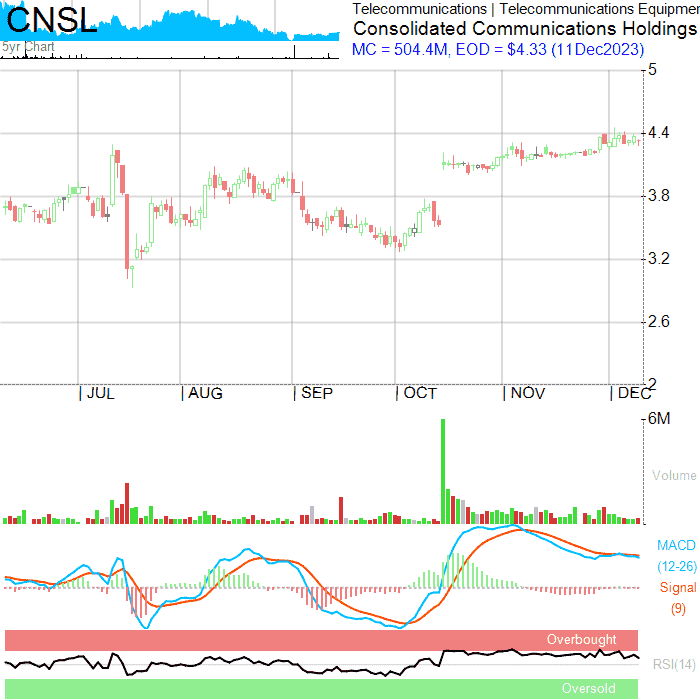 CNSL
5yr Chart
Telecommunications | Telecommunications Equipmen
Consolidated Communications Holdings
MC = 504.4M, EOD = $4.33 (11Dec2023)
5
4.4
3.8
3.2
2.6
2
| JUL | AUG | SEP | OCT | NOV | DEC
6M
Volume
MACD
(12-26)
Signal
(9)
Overbought
RSI(14)
Oversold